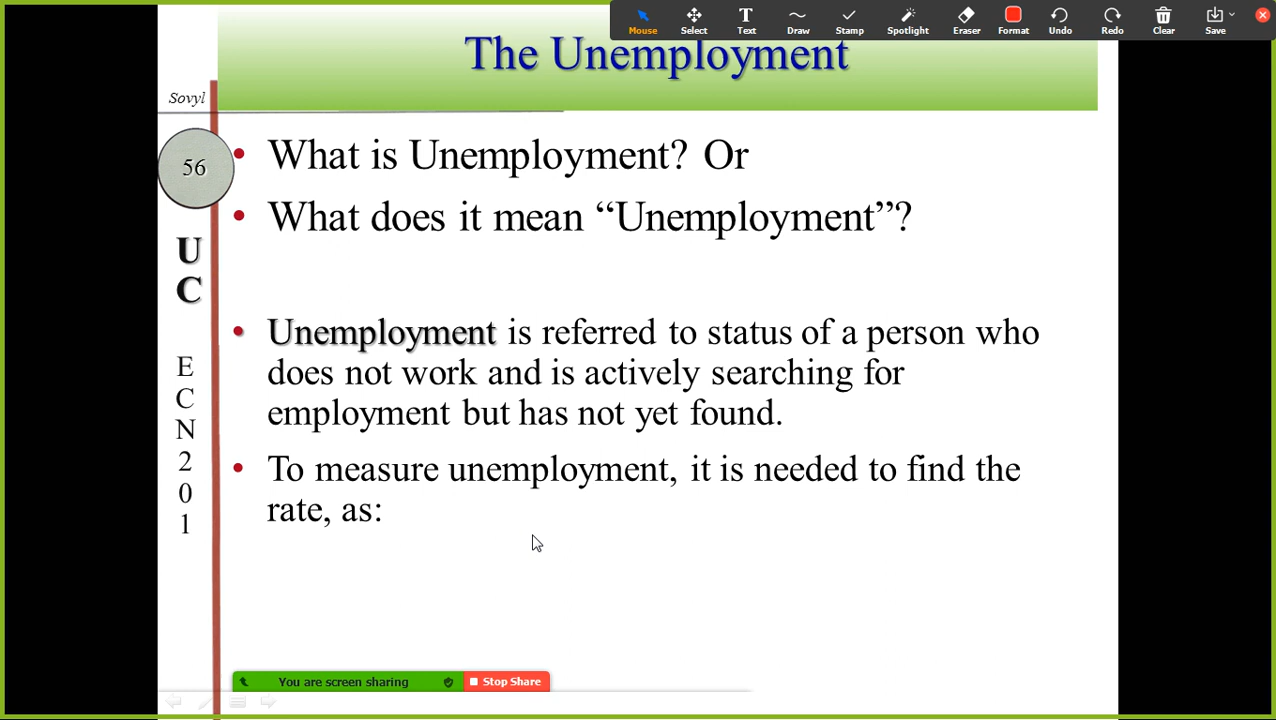 Mouse Select Text Draw Stamp Spotlight Eraser Format Undo Redo Clear Save
The Unemployment
Sovyl
56
U
C
E
C
N
2
0
1
• What is Unemployment? Or
• What does it mean “Unemployment”?
• Unemployment is referred to status of a person who
does not work and is actively searching for
employment but has not yet found.
• To measure unemployment, it is needed to find the
rate, as:
You are screen sharing Stop Share